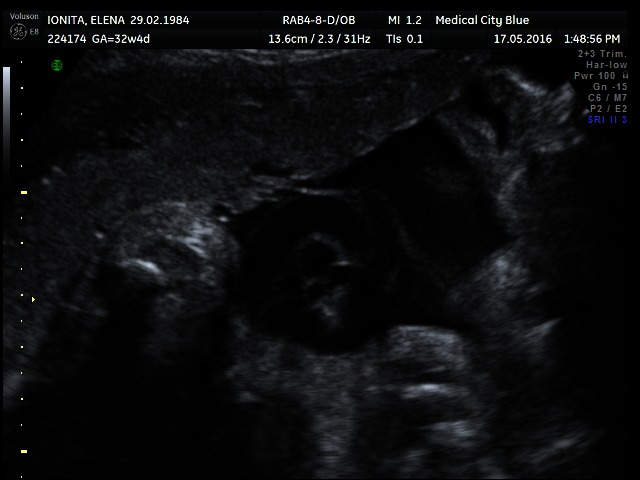 Voluson
E8
IONITA, ELENA 29.02.1984
RAB4-8-D/OB
MI 1.2
Medical City Blue
224174 GA=32w4d
13.6cm / 2.3 / 31Hz
TIs 0.1
17.05.2016
1:48:56 PM
2+3 Trim.
Har-low
Pwr 100
Gn -15
C6 / M7
P2 / E2
SRI II 3